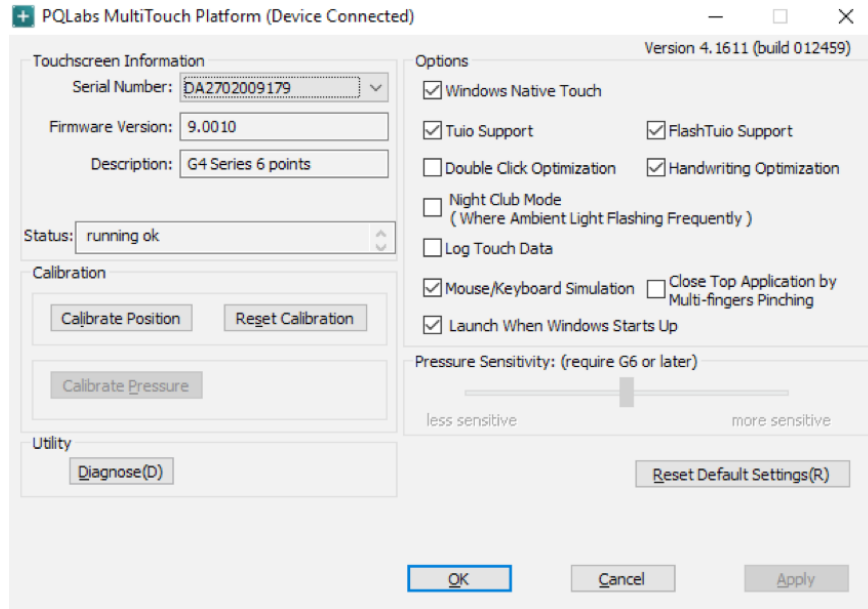 PQLabs MultiTouch Platform (Device Connected)
Version 4.1611 (build 012459)
Touchscreen Information
Serial Number: DA2702009179
Firmware Version: 9.0010
Description: G4 Series 6 points
Status: running ok
Calibration
Calibrate Position Reset Calibration
Calibrate Pressure
Utility
Diagnose(D)
Options
Windows Native Touch
Tuio Support FlashTuio Support
Double Click Optimization Handwriting Optimization
Night Club Mode
( Where Ambient Light Flashing Frequently )
Log Touch Data
Mouse/Keyboard Simulation Close Top Application by
Multi-fingers Pinching
Launch When Windows Starts Up
Pressure Sensitivity: (require G6 or later)
less sensitive more sensitive
Reset Default Settings(R)
OK Cancel Apply